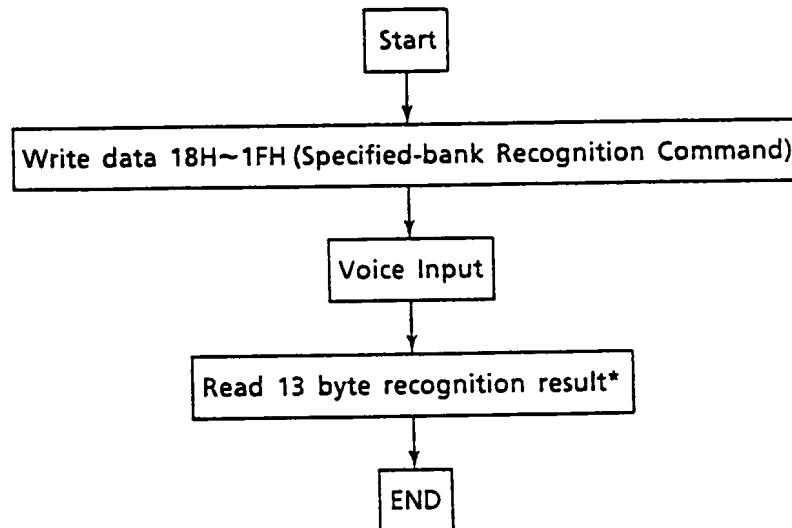 Start
Write data 18H~1FH (Specified-bank Recognition Command)
Voice Input
Read 13 byte recognition result*
END